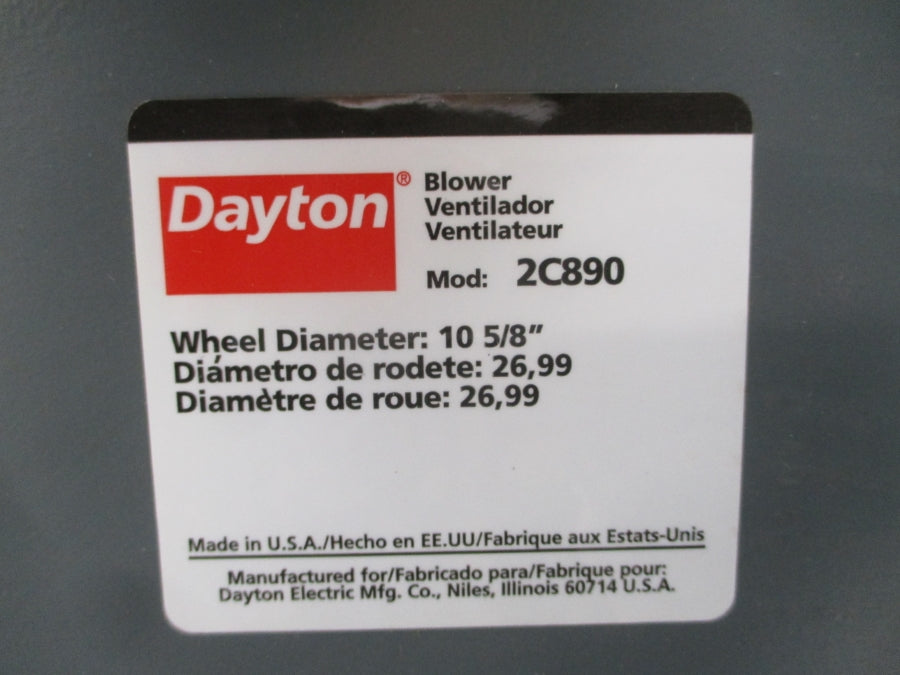 Dayton®
Blower
Ventilador
Ventilateur
Mod: 2C890
Wheel Diameter: 10 5/8”
Diámetro de rodete: 26,99
Diamètre de roue: 26,99
Made in U.S.A./Hecho en EE.UU/Fabrique aux Estats-Unis
Manufactured for/Fabricado para/Fabrique pour:
Dayton Electric Mfg. Co., Niles, Illinois 60714 U.S.A.